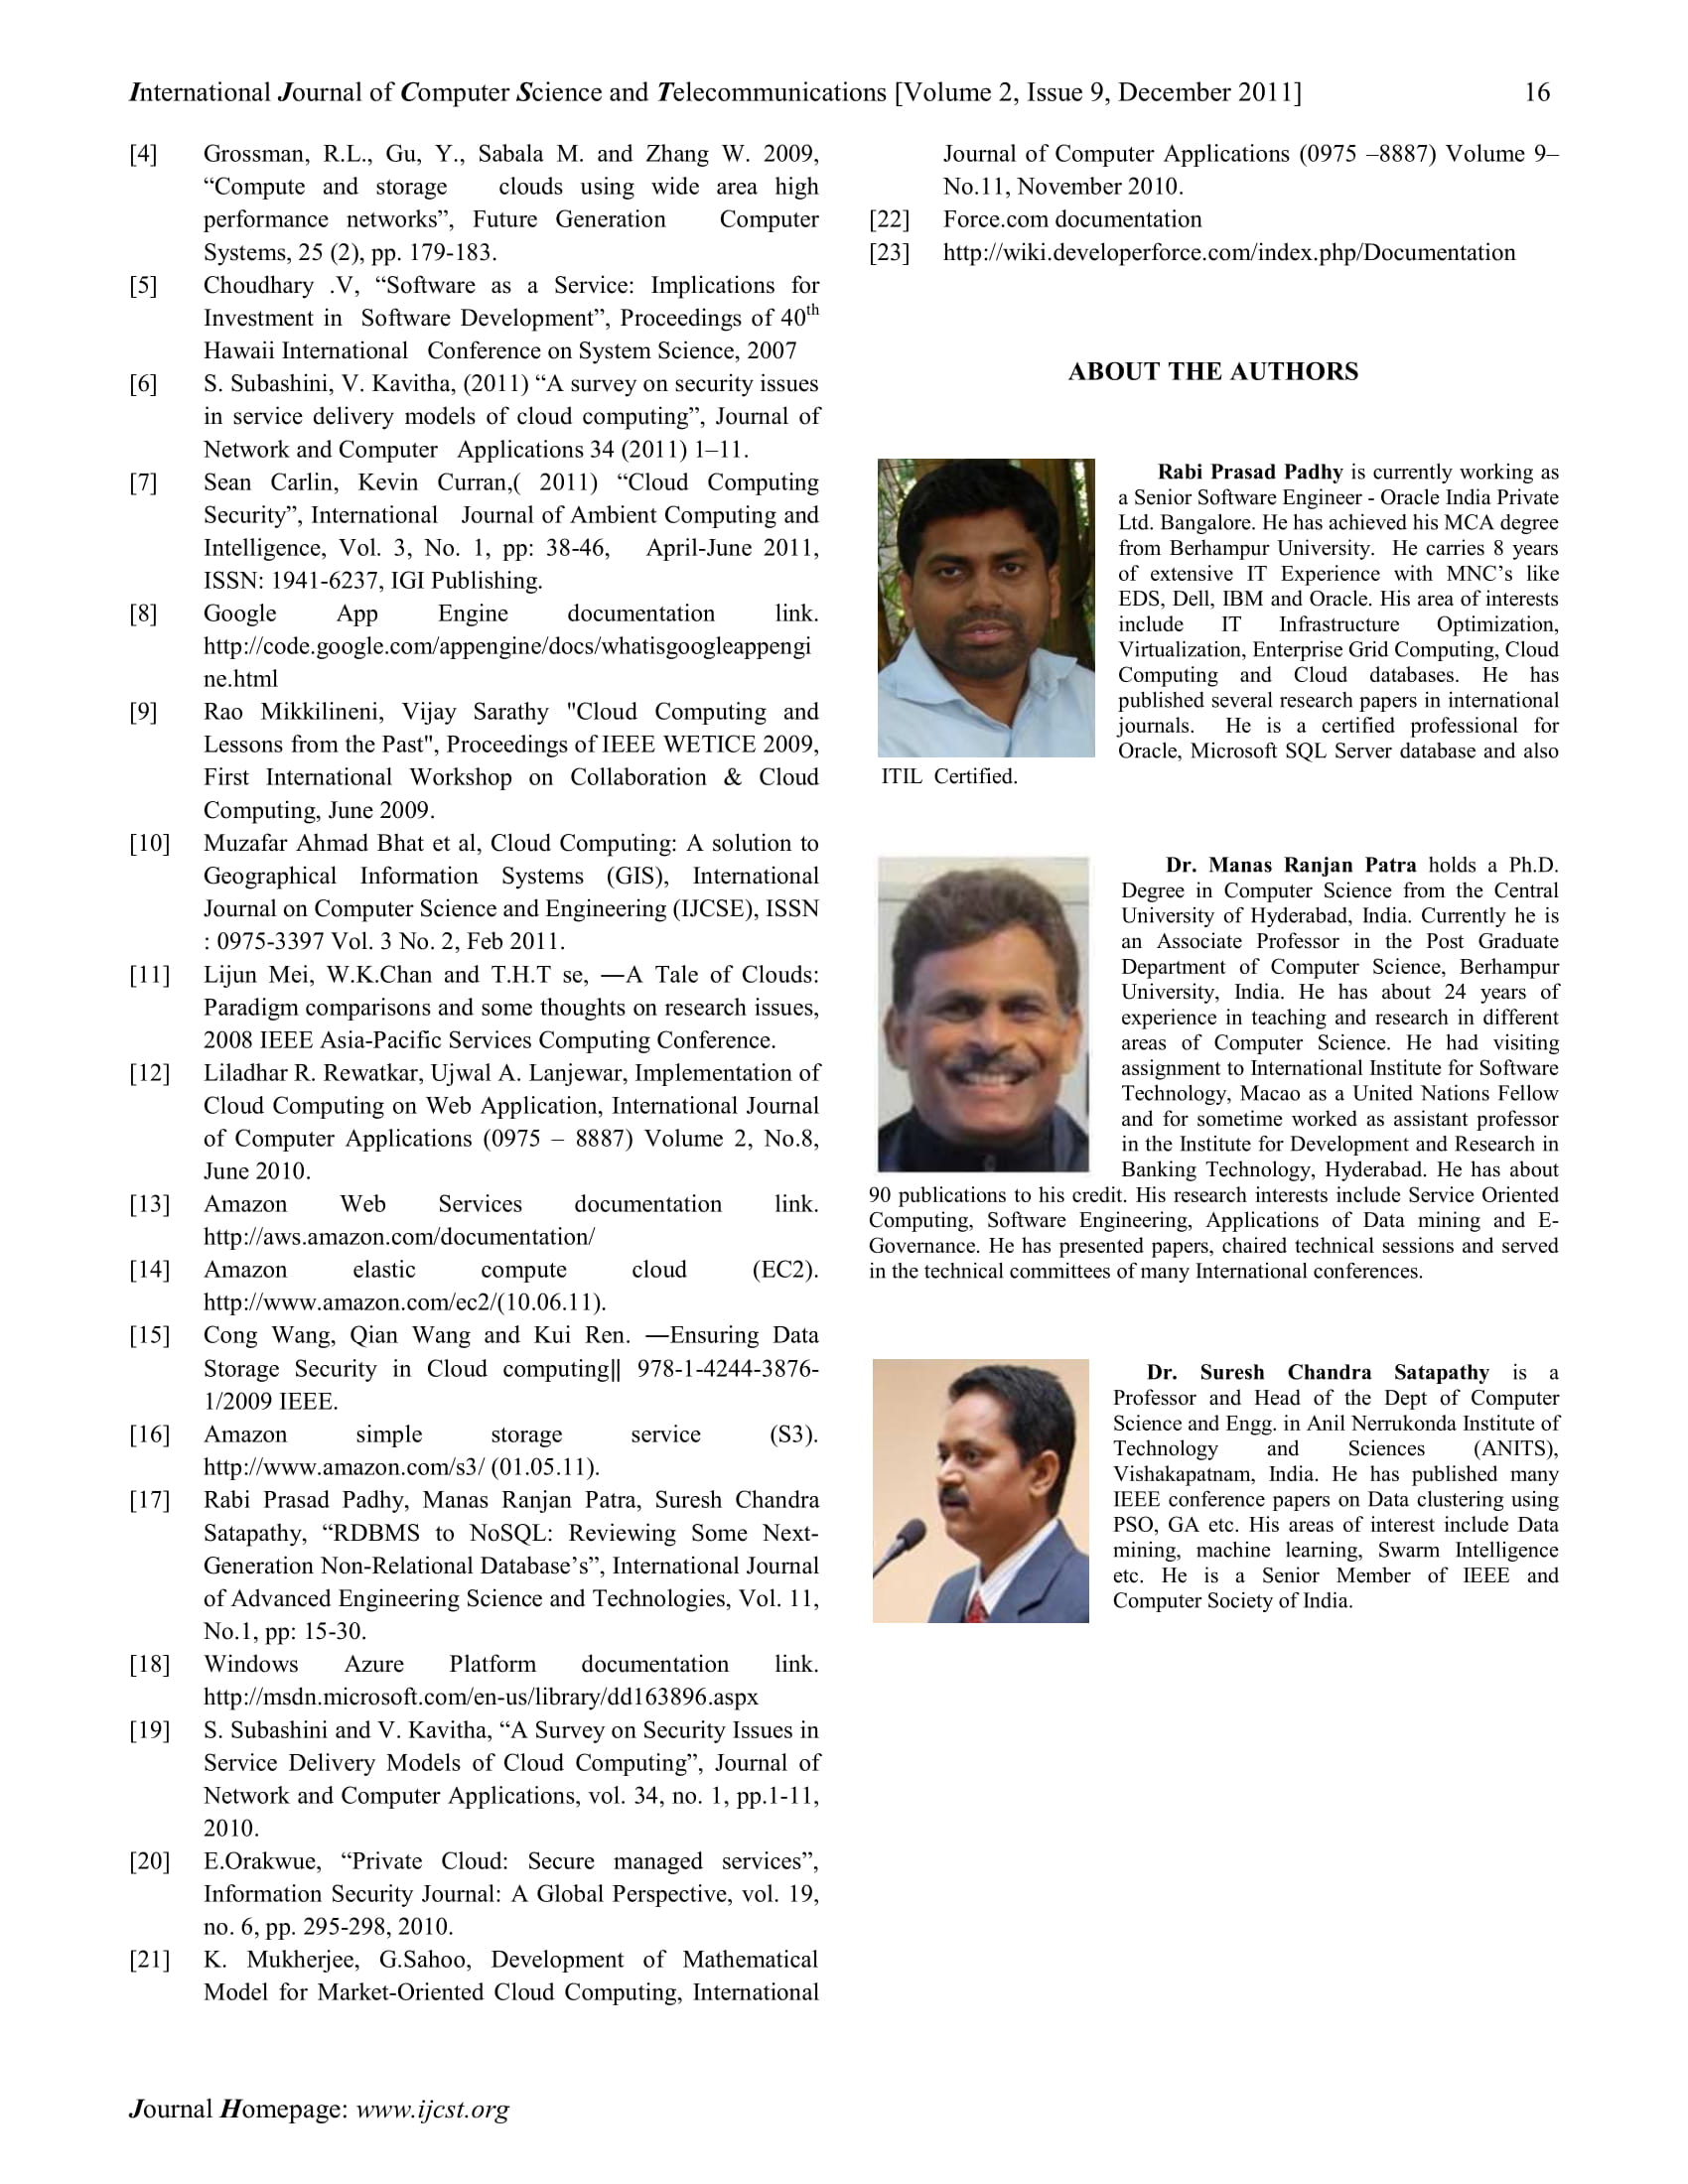 International Journal of Computer Science and Telecommunications [Volume 2, Issue 9, December 2011] 16
[4] Grossman, R.L., Gu, Y., Sabala M. and Zhang W. 2009,
“Compute and storage clouds using wide area high
performance networks”, Future Generation Computer
Systems, 25 (2), pp. 179-183.
[5] Choudhary .V, “Software as a Service: Implications for
Investment in Software Development”, Proceedings of 40th
Hawaii International Conference on System Science, 2007
[6] S. Subashini, V. Kavitha, (2011) “A survey on security issues
in service delivery models of cloud computing”, Journal of
Network and Computer Applications 34 (2011) 1–11.
[7] Sean Carlin, Kevin Curran,( 2011) “Cloud Computing
Security”, International Journal of Ambient Computing and
Intelligence, Vol. 3, No. 1, pp: 38-46, April-June 2011,
ISSN: 1941-6237, IGI Publishing.
[8] Google App Engine documentation link.
http://code.google.com/appengine/docs/whatisgoogleappengi
ne.html
[9] Rao Mikkilineni, Vijay Sarathy "Cloud Computing and
Lessons from the Past", Proceedings of IEEE WETICE 2009,
First International Workshop on Collaboration & Cloud
Computing, June 2009.
[10] Muzafar Ahmad Bhat et al, Cloud Computing: A solution to
Geographical Information Systems (GIS), International
Journal on Computer Science and Engineering (IJCSE), ISSN
: 0975-3397 Vol. 3 No. 2, Feb 2011.
[11] Lijun Mei, W.K.Chan and T.H.T se, ―A Tale of Clouds:
Paradigm comparisons and some thoughts on research issues,
2008 IEEE Asia-Pacific Services Computing Conference.
[12] Liladhar R. Rewatkar, Ujwal A. Lanjewar, Implementation of
Cloud Computing on Web Application, International Journal
of Computer Applications (0975 – 8887) Volume 2, No.8,
June 2010.
[13] Amazon Web Services documentation link.
http://aws.amazon.com/documentation/
[14] Amazon elastic compute cloud (EC2).
http://www.amazon.com/ec2/(10.06.11).
[15] Cong Wang, Qian Wang and Kui Ren. ―Ensuring Data
Storage Security in Cloud computing‖ 978-1-4244-3876-
1/2009 IEEE.
[16] Amazon simple storage service (S3).
http://www.amazon.com/s3/ (01.05.11).
[17] Rabi Prasad Padhy, Manas Ranjan Patra, Suresh Chandra
Satapathy, “RDBMS to NoSQL: Reviewing Some Next-
Generation Non-Relational Database’s”, International Journal
of Advanced Engineering Science and Technologies, Vol. 11,
No.1, pp: 15-30.
[18] Windows Azure Platform documentation link.
http://msdn.microsoft.com/en-us/library/dd163896.aspx
[19] S. Subashini and V. Kavitha, “A Survey on Security Issues in
Service Delivery Models of Cloud Computing”, Journal of
Network and Computer Applications, vol. 34, no. 1, pp.1-11,
2010.
[20] E.Orakwue, “Private Cloud: Secure managed services”,
Information Security Journal: A Global Perspective, vol. 19,
no. 6, pp. 295-298, 2010.
[21] K. Mukherjee, G.Sahoo, Development of Mathematical
Model for Market-Oriented Cloud Computing, International
Journal of Computer Applications (0975 –8887) Volume 9–
No.11, November 2010.
[22] Force.com documentation
[23] http://wiki.developerforce.com/index.php/Documentation
ABOUT THE AUTHORS
Rabi Prasad Padhy is currently working as
a Senior Software Engineer - Oracle India Private
Ltd. Bangalore. He has achieved his MCA degree
from Berhampur University. He carries 8 years
of extensive IT Experience with MNC’s like
EDS, Dell, IBM and Oracle. His area of interests
include IT Infrastructure Optimization,
Virtualization, Enterprise Grid Computing, Cloud
Computing and Cloud databases. He has
published several research papers in international
journals. He is a certified professional for
Oracle, Microsoft SQL Server database and also
ITIL Certified.
Dr. Manas Ranjan Patra holds a Ph.D.
Degree in Computer Science from the Central
University of Hyderabad, India. Currently he is
an Associate Professor in the Post Graduate
Department of Computer Science, Berhampur
University, India. He has about 24 years of
experience in teaching and research in different
areas of Computer Science. He had visiting
assignment to International Institute for Software
Technology, Macao as a United Nations Fellow
and for sometime worked as assistant professor
in the Institute for Development and Research in
Banking Technology, Hyderabad. He has about
90 publications to his credit. His research interests include Service Oriented
Computing, Software Engineering, Applications of Data mining and E-
Governance. He has presented papers, chaired technical sessions and served
in the technical committees of many International conferences.
Dr. Suresh Chandra Satapathy is a
Professor and Head of the Dept of Computer
Science and Engg. in Anil Nerrukonda Institute of
Technology and Sciences (ANITS),
Vishakapatnam, India. He has published many
IEEE conference papers on Data clustering using
PSO, GA etc. His areas of interest include Data
mining, machine learning, Swarm Intelligence
etc. He is a Senior Member of IEEE and
Computer Society of India.
Journal Homepage: www.ijcst.org